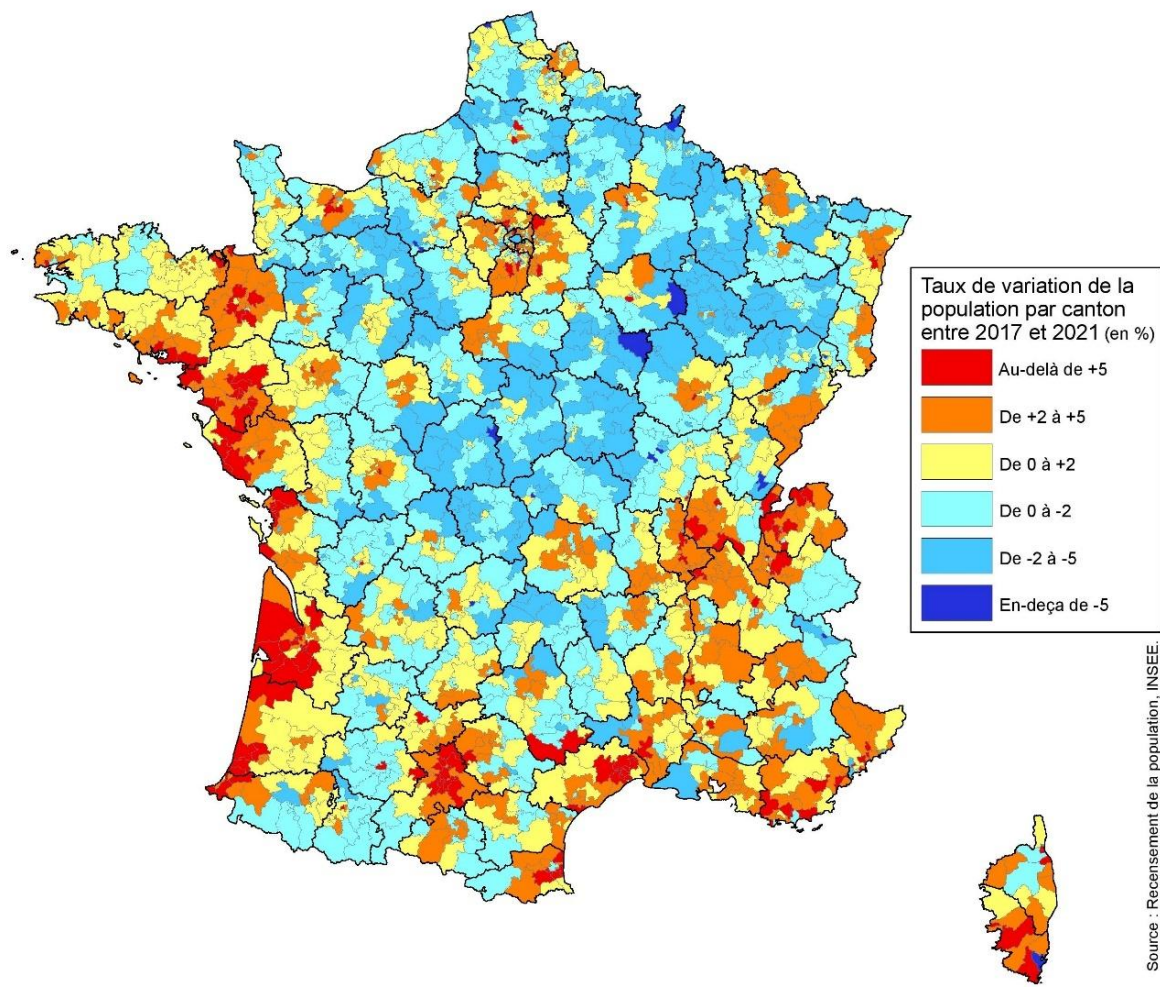 Taux de variation de la
population par canton
entre 2017 et 2021 (en %)
Au-delà de +5
De +2 à +5
De 0 à +2
De 0 à -2
De -2 à -5
En-deça de -5
Source : Recensement de la population, INSEE.